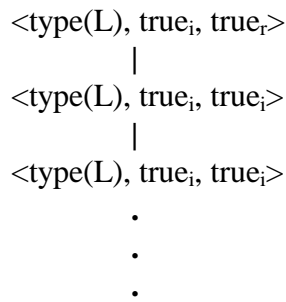 <type(L), trueᵢ, trueᵣ>
|
<type(L), trueᵢ, trueᵢ>
|
<type(L), trueᵢ, trueᵢ>
.
.
.